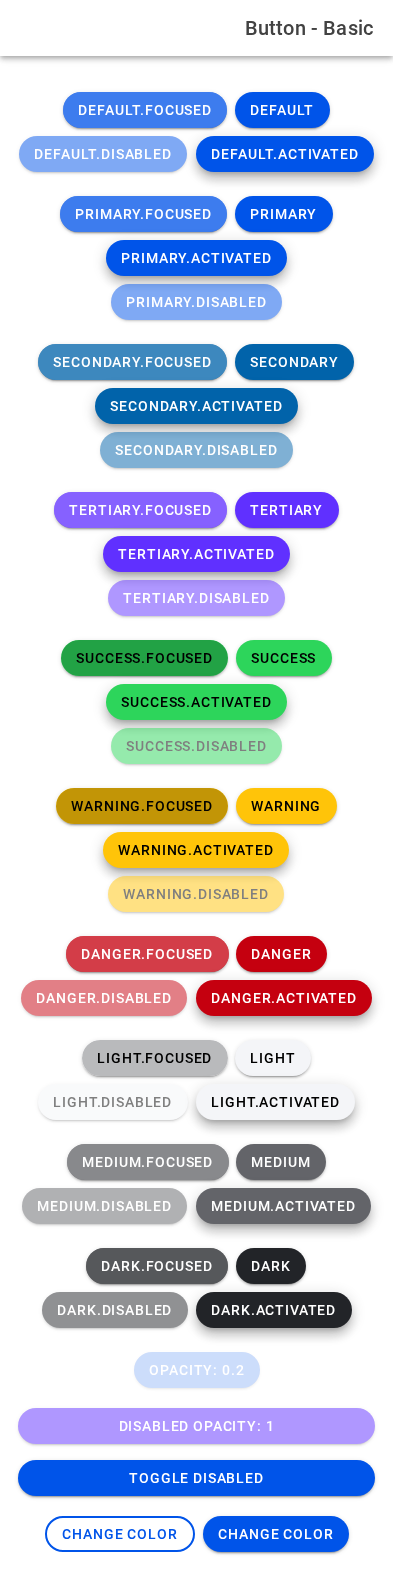 Button - Basic
DEFAULT.FOCUSED DEFAULT
DEFAULT.DISABLED DEFAULT.ACTIVATED
PRIMARY.FOCUSED PRIMARY
PRIMARY.ACTIVATED
PRIMARY.DISABLED
SECONDARY.FOCUSED SECONDARY
SECONDARY.ACTIVATED
SECONDARY.DISABLED
TERTIARY.FOCUSED TERTIARY
TERTIARY.ACTIVATED
TERTIARY.DISABLED
SUCCESS.FOCUSED SUCCESS
SUCCESS.ACTIVATED
SUCCESS.DISABLED
WARNING.FOCUSED WARNING
WARNING.ACTIVATED
WARNING.DISABLED
DANGER.FOCUSED DANGER
DANGER.DISABLED DANGER.ACTIVATED
LIGHT.FOCUSED LIGHT
LIGHT.DISABLED LIGHT.ACTIVATED
MEDIUM.FOCUSED MEDIUM
MEDIUM.DISABLED MEDIUM.ACTIVATED
DARK.FOCUSED DARK
DARK.DISABLED DARK.ACTIVATED
OPACITY: 0.2
DISABLED OPACITY: 1
TOGGLE DISABLED
CHANGE COLOR CHANGE COLOR